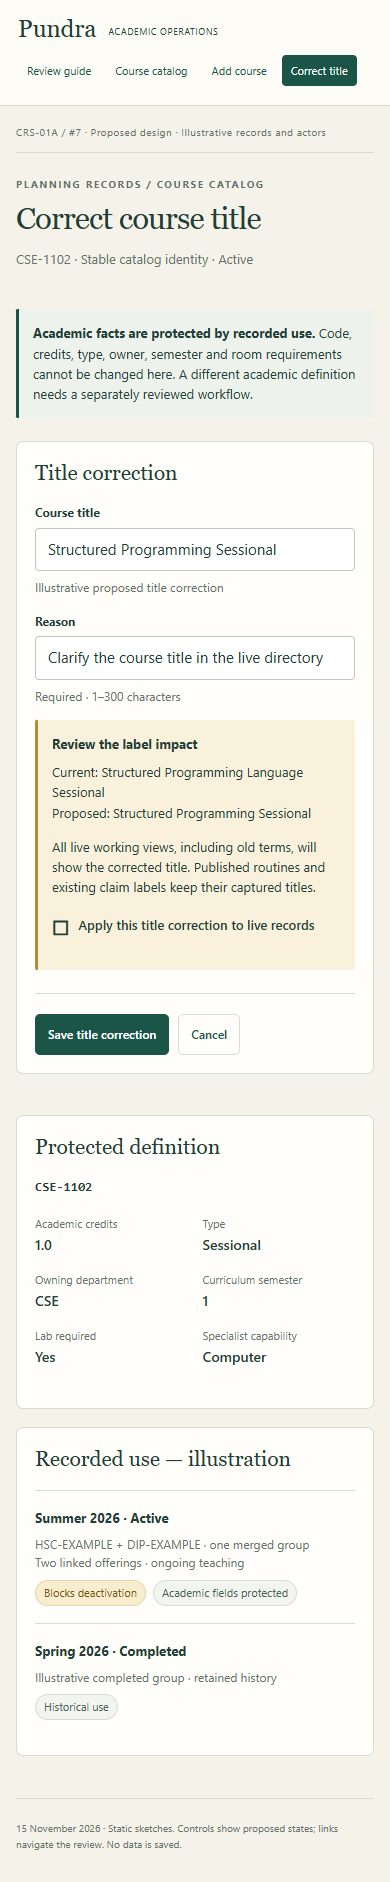 Pundra ACADEMIC OPERATIONS
Review guide Course catalog Add course Correct title
CRS-01A / #7 · Proposed design · Illustrative records and actors
PLANNING RECORDS / COURSE CATALOG
Correct course title
CSE-1102 · Stable catalog identity · Active
Academic facts are protected by recorded use. Code,
credits, type, owner, semester and room requirements
cannot be changed here. A different academic definition
needs a separately reviewed workflow.
Title correction
Course title
Structured Programming Sessional
Illustrative proposed title correction
Reason
Clarify the course title in the live directory
Required · 1–300 characters
Review the label impact
Current: Structured Programming Language
Sessional
Proposed: Structured Programming Sessional
All live working views, including old terms, will
show the corrected title. Published routines and
existing claim labels keep their captured titles.
Apply this title correction to live records
Save title correction Cancel
Protected definition
CSE-1102
Academic credits Type
1.0 Sessional
Owning department Curriculum semester
CSE 1
Lab required Specialist capability
Yes Computer
Recorded use — illustration
Summer 2026 · Active
HSC-EXAMPLE + DIP-EXAMPLE · one merged group
Two linked offerings · ongoing teaching
Blocks deactivation Academic fields protected
Spring 2026 · Completed
Illustrative completed group · retained history
Historical use
15 November 2026 · Static sketches. Controls show proposed states; links
navigate the review. No data is saved.